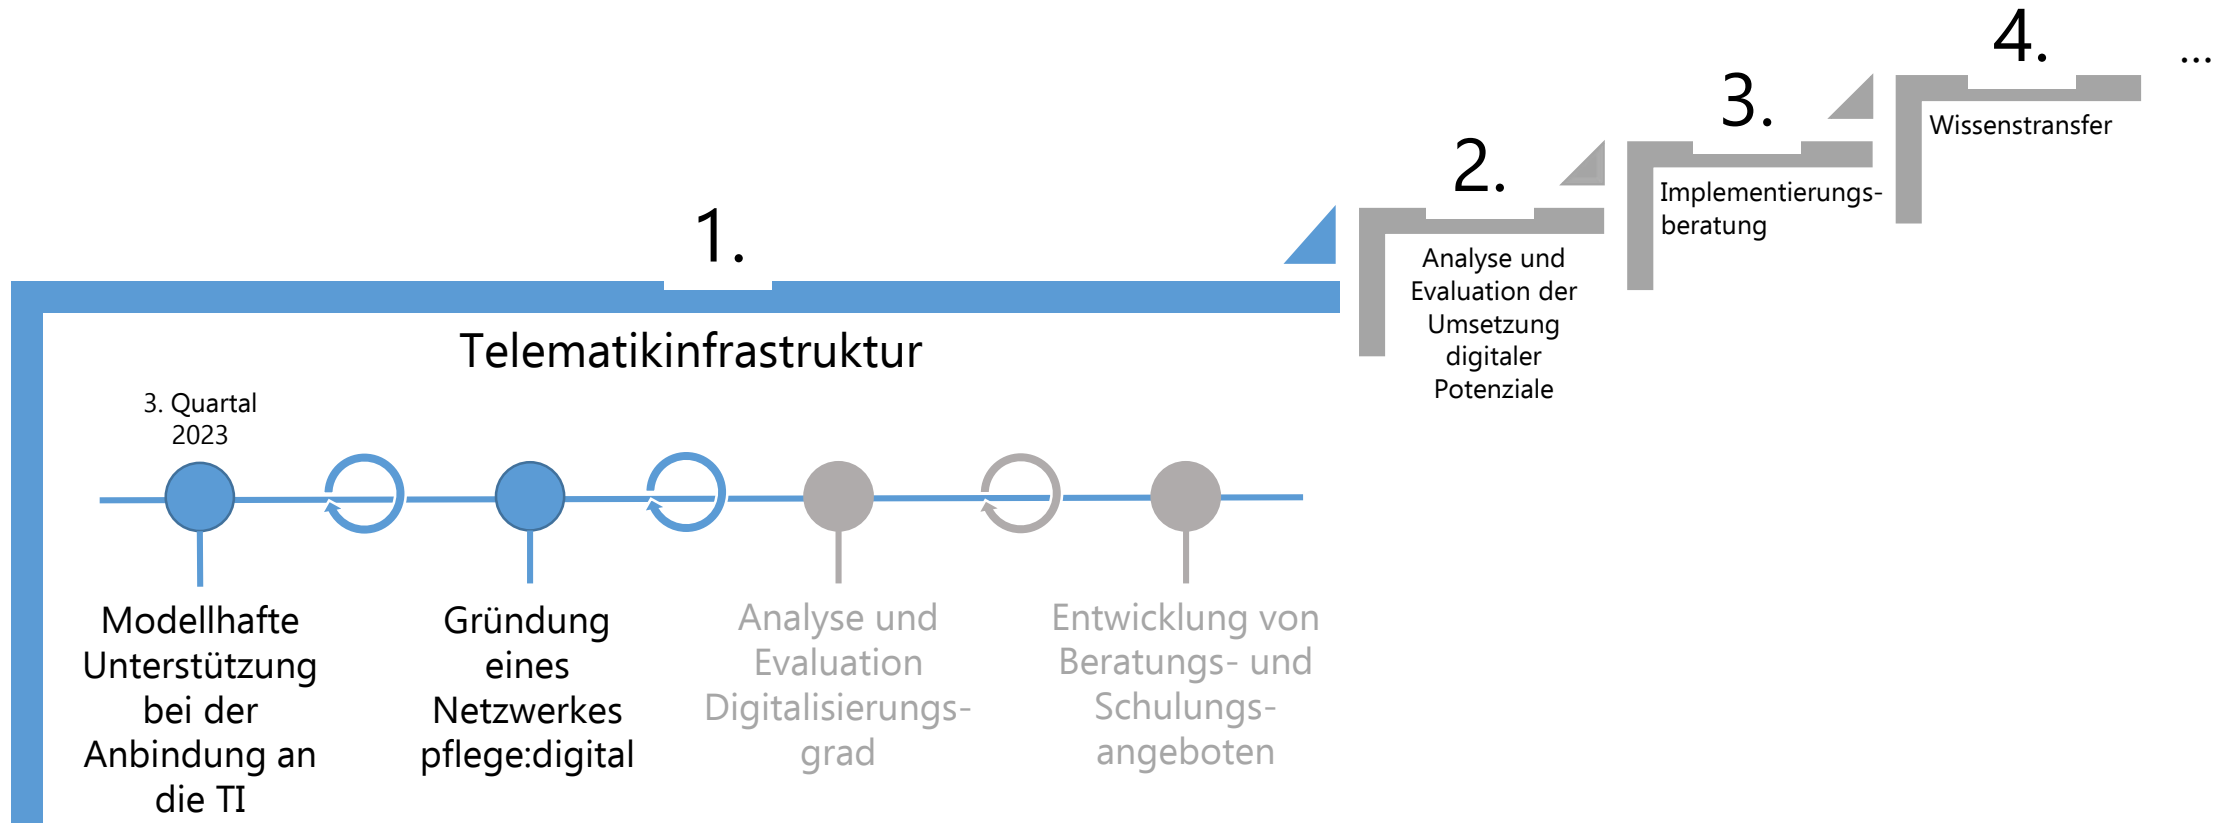 1.
Telematikinfrastruktur
3. Quartal
2023
Modellhafte
Unterstützung
bei der
Anbindung an
die TI
Gründung
eines
Netzwerkes
pflege:digital
Analyse und
Evaluation
Digitalisierungs-
grad
Entwicklung von
Beratungs- und
Schulungs-
angeboten
2.
Analyse und
Evaluation der
Umsetzung
digitaler
Potenziale
3.
Implementierungs-
beratung
4.
Wissenstransfer
...